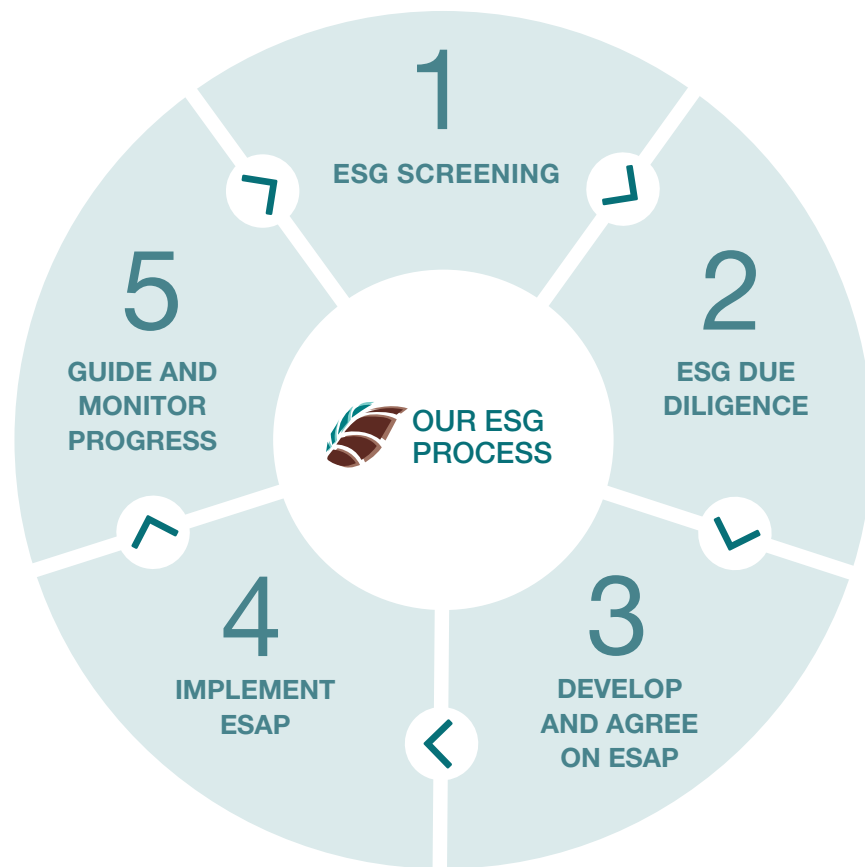 OUR ESG
PROCESS
1
ESG SCREENING
2
ESG DUE
DILIGENCE
3
DEVELOP
AND AGREE
ON ESAP
4
IMPLEMENT
ESAP
5
GUIDE AND
MONITOR
PROGRESS